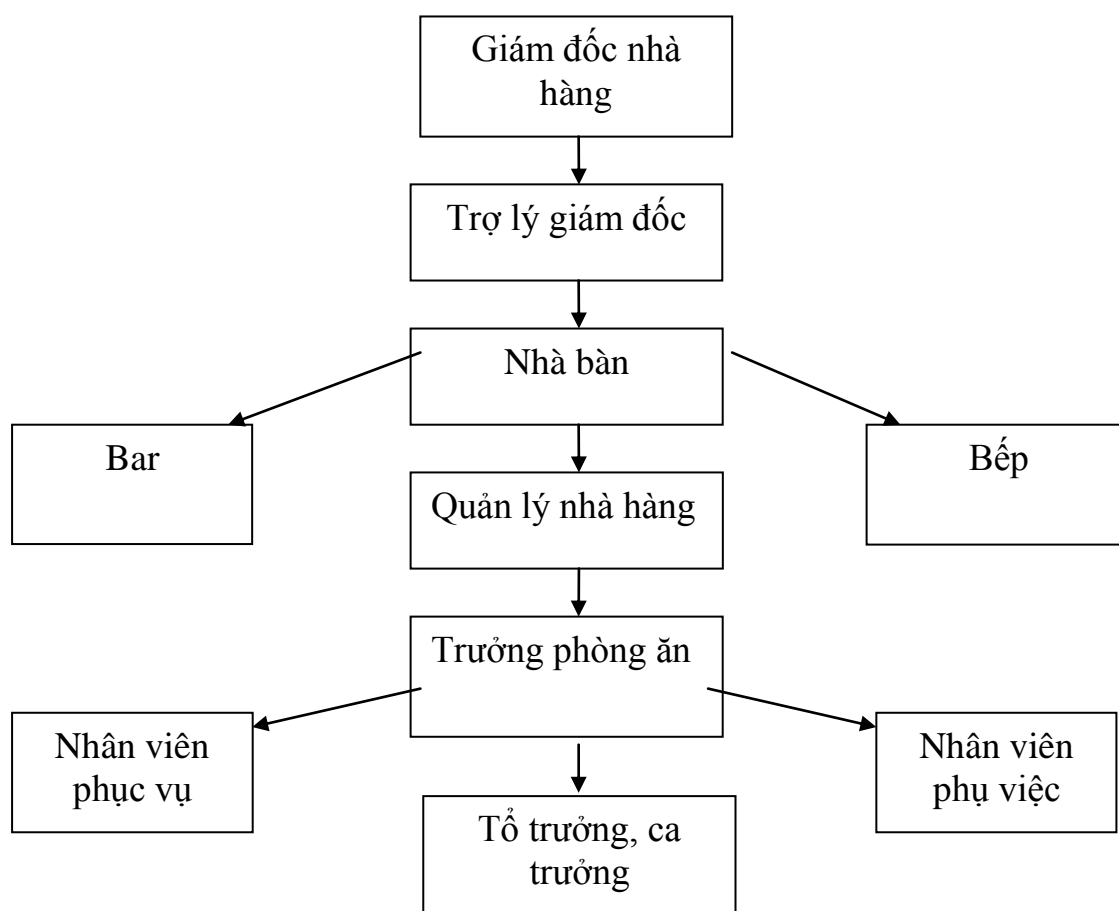 Giám đốc nhà
hàng
Trợ lý giám đốc
Nhà bàn
Bar
Bếp
Quản lý nhà hàng
Trưởng phòng ăn
Nhân viên
phục vụ
Nhân viên
phụ việc
Tổ trưởng, ca
trưởng